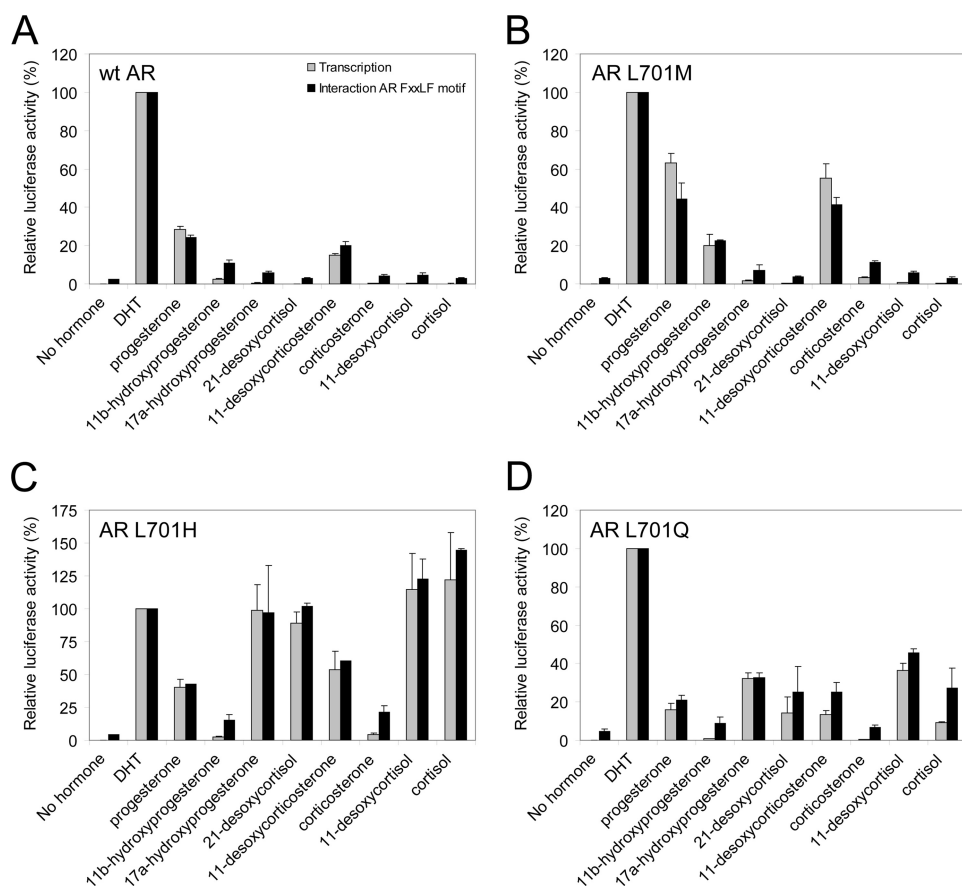 A
Relative luciferase activity (%)
120
100
80
60
40
20
0
wt AR
Transcription
Interaction AR FxxLF motif
No hormone
DHT
progesterone
11b-hydroxyprogesterone
17a-hydroxyprogesterone
21-desoxycortisol
11-desoxycorticosterone
corticosterone
11-desoxycortisol
cortisol
B
Relative luciferase activity (%)
120
100
80
60
40
20
0
AR L701M
No hormone
DHT
progesterone
11b-hydroxyprogesterone
17a-hydroxyprogesterone
21-desoxycortisol
11-desoxycorticosterone
corticosterone
11-desoxycortisol
cortisol
C
Relative luciferase activity (%)
175
150
125
100
75
50
25
0
AR L701H
No hormone
DHT
progesterone
11b-hydroxyprogesterone
17a-hydroxyprogesterone
21-desoxycortisol
11-desoxycorticosterone
corticosterone
11-desoxycortisol
cortisol
D
Relative luciferase activity (%)
120
100
80
60
40
20
0
AR L701Q
No hormone
DHT
progesterone
11b-hydroxyprogesterone
17a-hydroxyprogesterone
21-desoxycortisol
11-desoxycorticosterone
corticosterone
11-desoxycortisol
cortisol